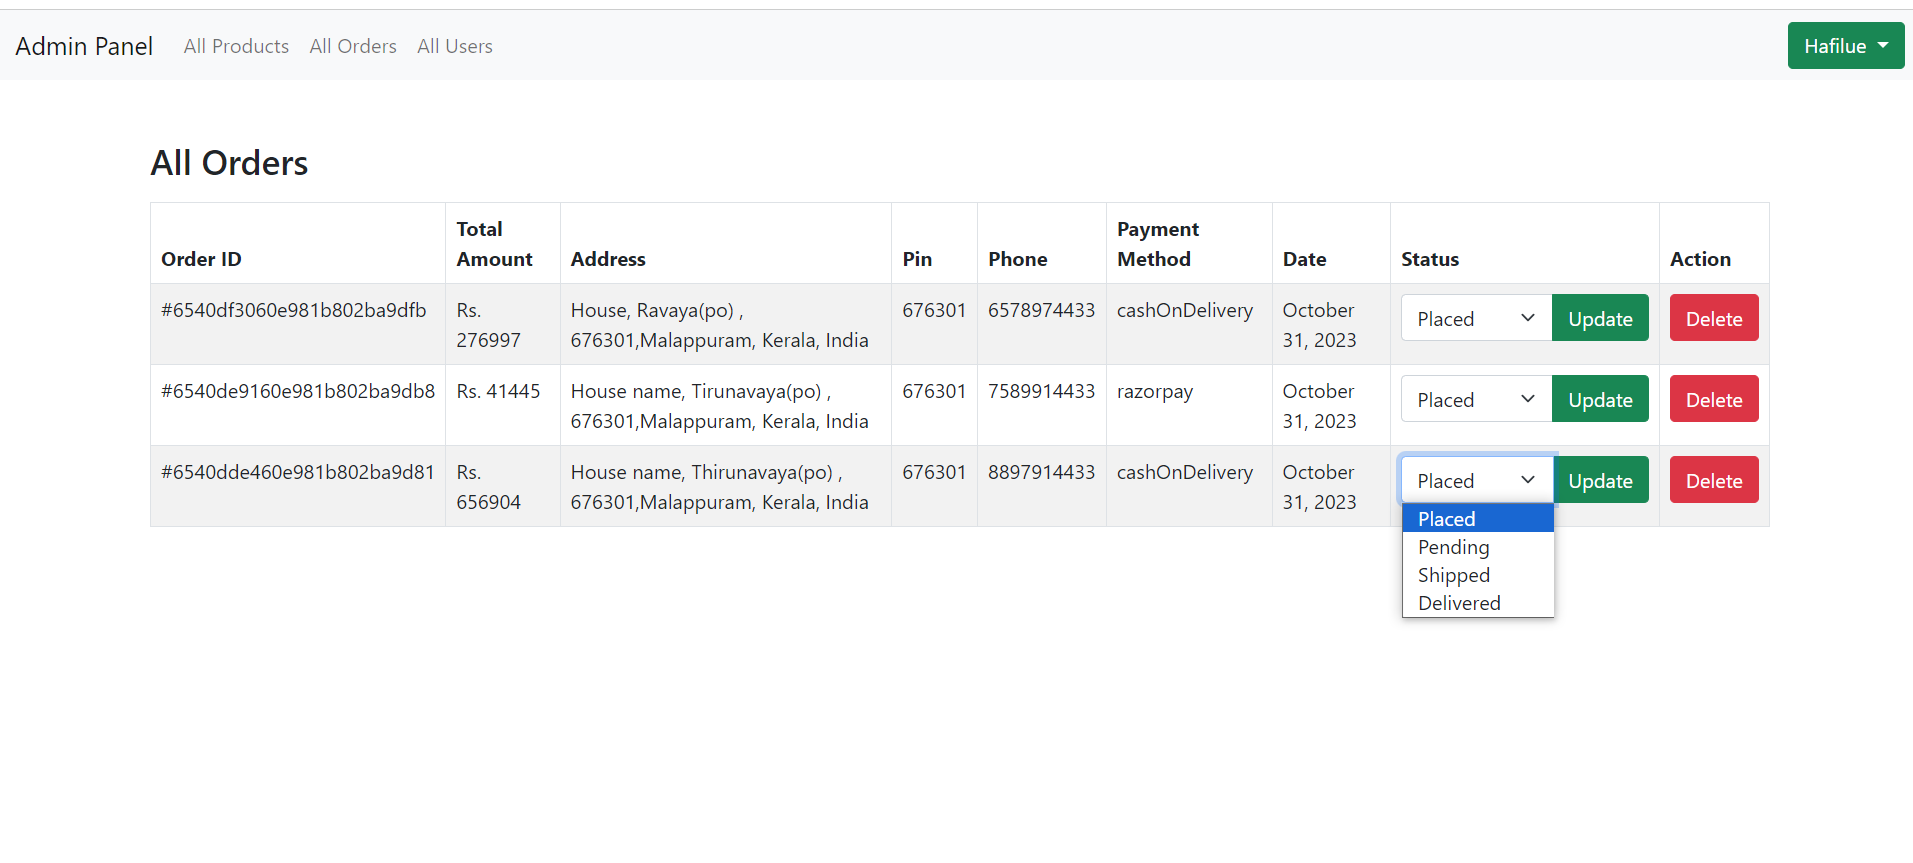 Admin Panel All Products All Orders All Users Hafilue
All Orders
Order ID Total Amount Address Pin Phone Payment Method Date Status Action
#6540df3060e981b802ba9dfb Rs. 276997 House, Ravaya(po) , 676301,Malappuram, Kerala, India 676301 6578974433 cashOnDelivery October 31, 2023 Placed Update Delete
#6540de9160e981b802ba9db8 Rs. 41445 House name, Tirunavaya(po) , 676301,Malappuram, Kerala, India 676301 7589914433 razorpay October 31, 2023 Placed Update Delete
#6540dde460e981b802ba9d81 Rs. 656904 House name, Thirunavaya(po) , 676301,Malappuram, Kerala, India 676301 8897914433 cashOnDelivery October 31, 2023 Placed Update Delete
Placed
Pending
Shipped
Delivered